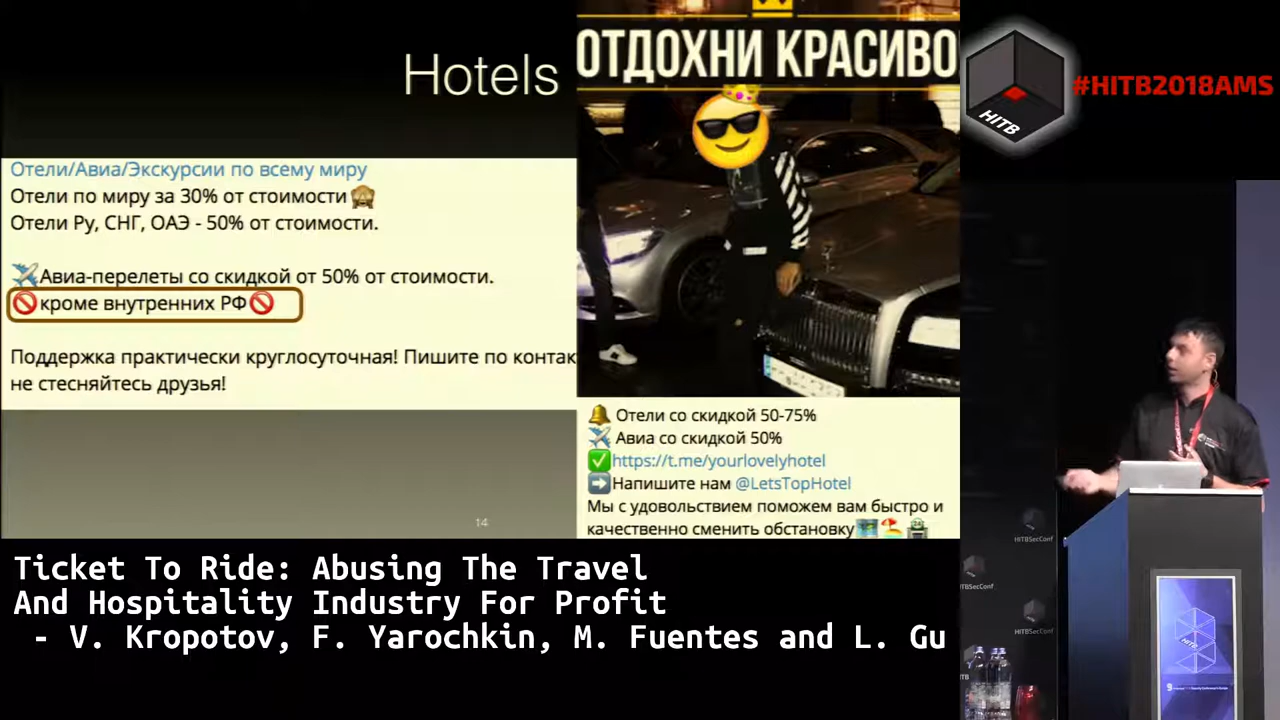 Hotels
Отели/Авиа/Экскурсии по всему миру
Отели по миру за 30% от стоимости
Отели Ру, СНГ, ОАЭ - 50% от стоимости.
Авиа-перелеты со скидкой от 50% от стоимости.
кроме внутренних РФ
Поддержка практически круглосуточная! Пишите по контак
не стесняйтесь друзья!
14
ОТДОХНИ КРАСИВО
Отели со скидкой 50-75%
Авиа со скидкой 50%
https://t.me/yourlovelyhotel
Напишите нам @LetsTopHotel
Мы с удовольствием поможем вам быстро и
качественно сменить обстановку
HITB
#HITB2018AMS
HITBSecConf
HITBSecConf
HITBSecConf
HITB
Ticket To Ride: Abusing The Travel
And Hospitality Industry For Profit
- V. Kropotov, F. Yarochkin, M. Fuentes and L. Gu